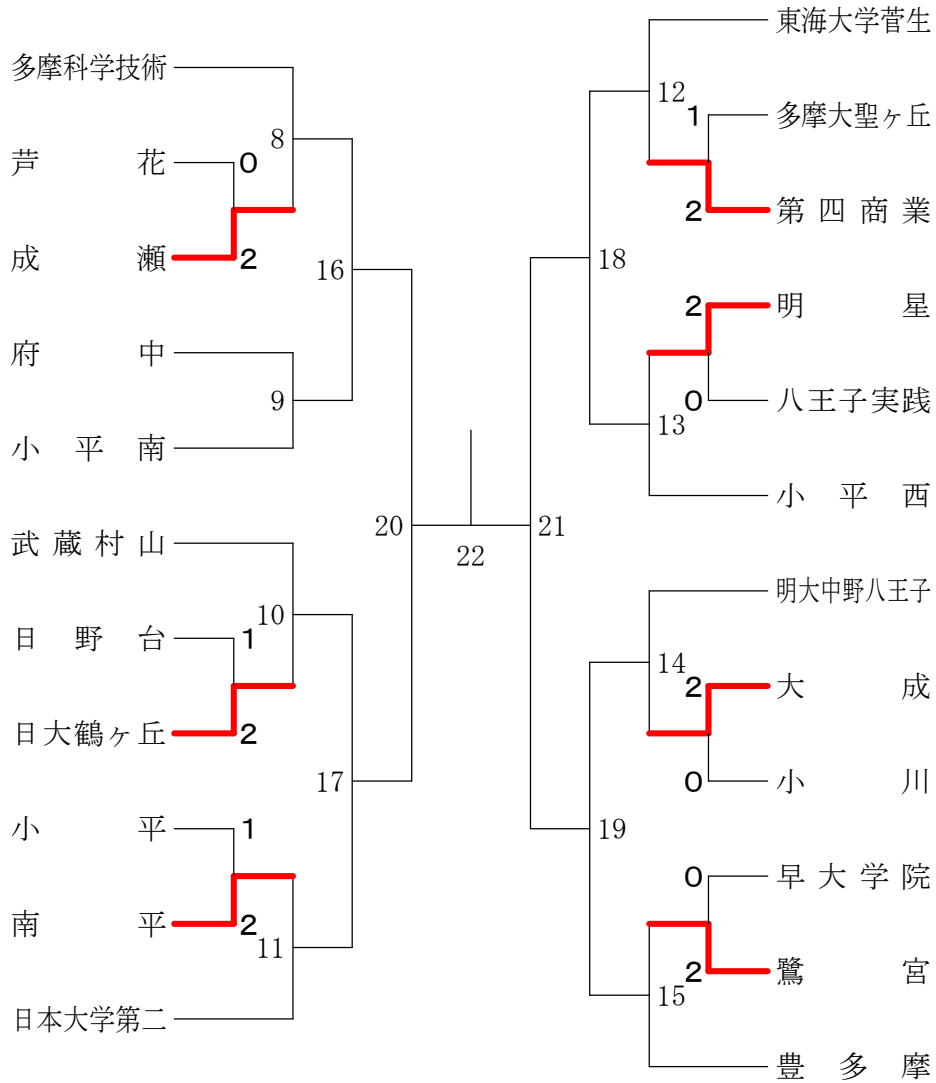 多摩科学技術
8
芦花
0
成瀬
2
16
府中
9
小平南
武蔵村山
10
日野台
1
日大鶴ヶ丘
2
17
小平
1
南平
2
11
日本大学第二
20
22
21
東海大学菅生
12
1
多摩大聖ヶ丘
2
第四商業
18
2
明星
0
八王子実践
13
小平西
明大中野八王子
14
2
大成
0
小川
19
0
早大学院
2
鷺宮
15
豊多摩